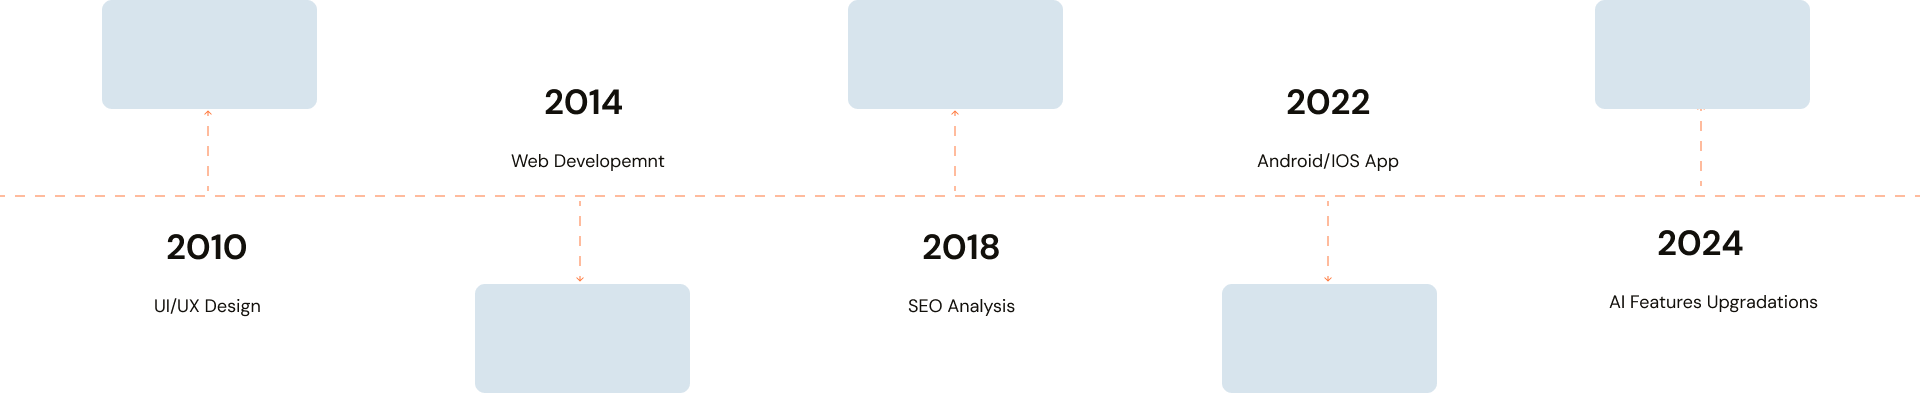 2010
UI/UX Design
2014
Web Developemnt
2018
SEO Analysis
2022
Android/IOS App
2024
AI Features Upgradations